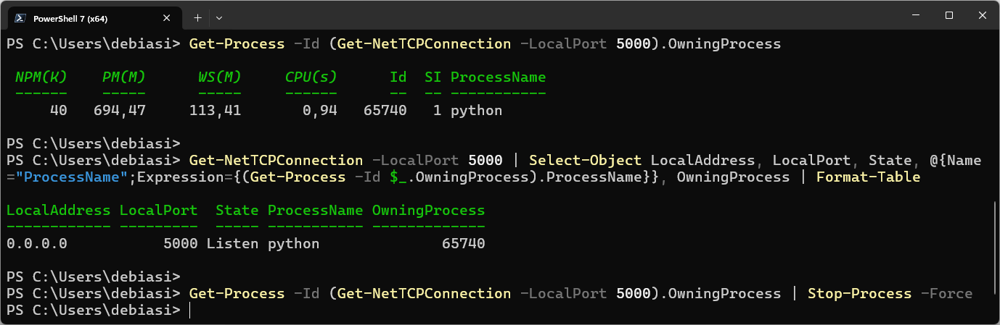 PowerShell 7 (x64)
PS C:\Users\debiasi> Get-Process -Id (Get-NetTCPConnection -LocalPort 5000).OwningProcess
NPM(K) PM(M) WS(M) CPU(s) Id SI ProcessName
------ ----- ----- ------ -- -- -----------
40 694,47 113,41 0,94 65740 1 python
PS C:\Users\debiasi>
PS C:\Users\debiasi> Get-NetTCPConnection -LocalPort 5000 | Select-Object LocalAddress, LocalPort, State, @{Name
="ProcessName";Expression={(Get-Process -Id $_.OwningProcess).ProcessName}}, OwningProcess | Format-Table
LocalAddress LocalPort State ProcessName OwningProcess
------------ --------- ----- ----------- -------------
0.0.0.0 5000 Listen python 65740
PS C:\Users\debiasi>
PS C:\Users\debiasi> Get-Process -Id (Get-NetTCPConnection -LocalPort 5000).OwningProcess | Stop-Process -Force
PS C:\Users\debiasi>